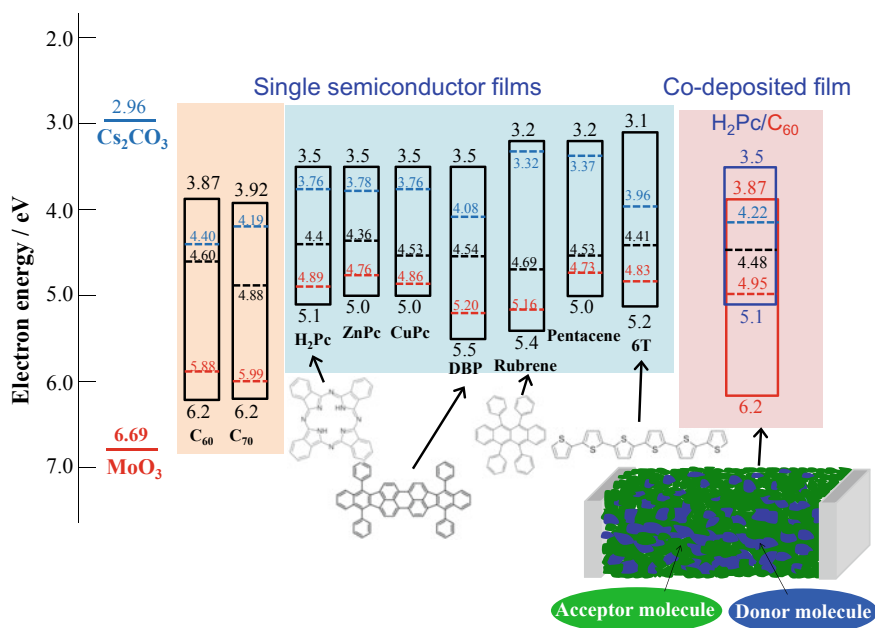 Single semiconductor films
Co-deposited film
Electron energy / eV
2.0
3.0
4.0
5.0
6.0
7.0
2.96
Cs₂CO₃
6.69
MoO₃
3.87
4.40
4.60
5.88
6.2
C₆₀
3.92
4.19
4.88
5.99
6.2
C₇₀
3.5
3.76
4.4
4.89
5.1
H₂Pc
3.5
3.78
4.36
4.76
5.0
ZnPc
3.5
3.76
4.53
4.86
5.0
CuPc
3.5
4.08
4.54
5.20
5.5
DBP
3.2
3.32
4.69
5.16
5.4
Rubrene
3.2
3.37
4.53
4.73
5.0
Pentacene
3.1
3.96
4.41
4.83
5.2
6T
H₂Pc/C₆₀
3.5
3.87
4.22
4.48
4.95
5.1
6.2
N
N
N
HN
N
NH
N
N
S
S
S
S
S
S
Acceptor molecule
Donor molecule